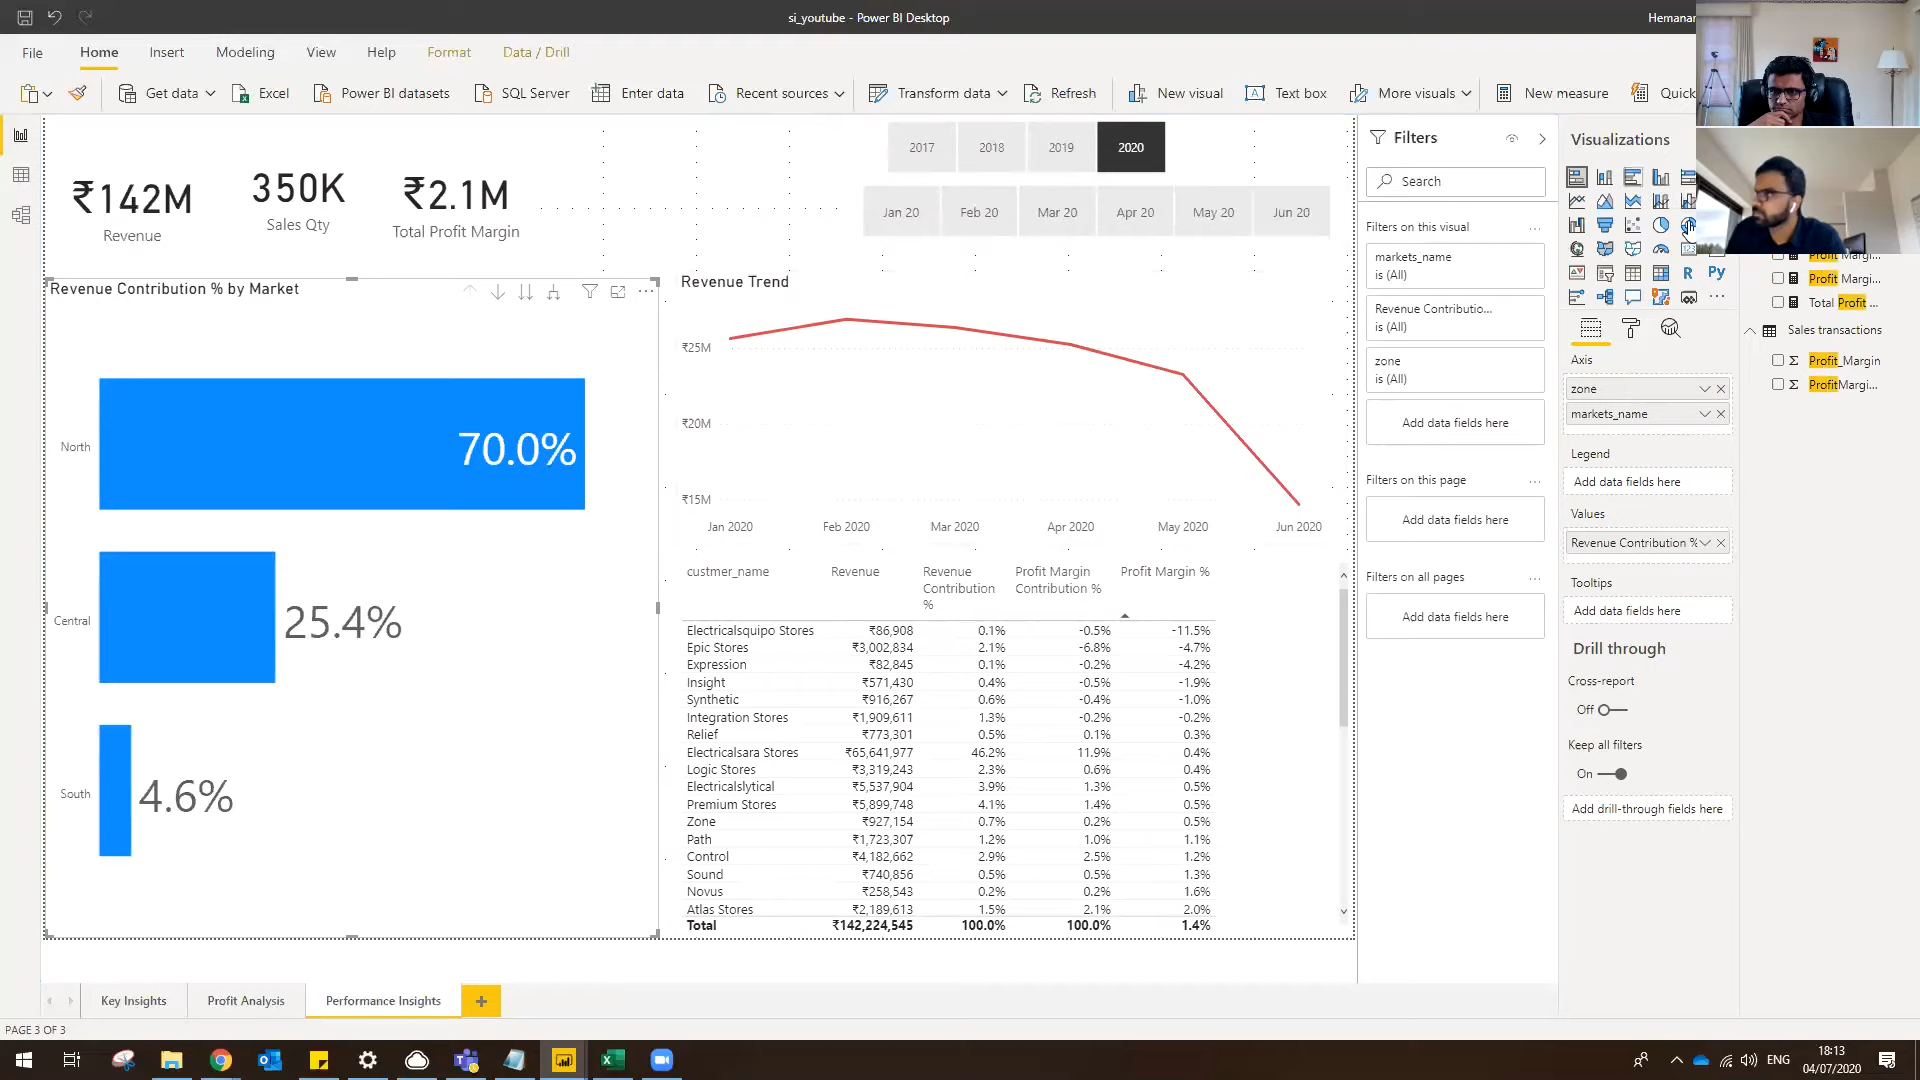 si_youtube - Power BI Desktop
Heman
File
Home
Insert
Modeling
View
Help
Format
Data / Drill
Get data
Excel
Power BI datasets
SQL Server
Enter data
Recent sources
Transform data
Refresh
New visual
Text box
More visuals
New measure
Quick
₹142M
Revenue
350K
Sales Qty
₹2.1M
Total Profit Margin
2017
2018
2019
2020
Jan 20
Feb 20
Mar 20
Apr 20
May 20
Jun 20
Revenue Contribution % by Market
North
70.0%
Central
25.4%
South
4.6%
Revenue Trend
₹25M
₹20M
₹15M
Jan 2020
Feb 2020
Mar 2020
Apr 2020
May 2020
Jun 2020
custmer_name Revenue Revenue Contribution % Profit Margin Contribution % Profit Margin %
Electricalsquipo Stores ₹86,908 0.1% -0.5% -11.5%
Epic Stores ₹3,002,834 2.1% -6.8% -4.7%
Expression ₹82,845 0.1% -0.2% -4.2%
Insight ₹571,430 0.4% -0.5% -1.9%
Synthetic ₹916,267 0.6% -0.4% -1.0%
Integration Stores ₹1,909,611 1.3% -0.2% -0.2%
Relief ₹773,301 0.5% 0.1% 0.3%
Electricalsara Stores ₹65,641,977 46.2% 11.9% 0.4%
Logic Stores ₹3,319,243 2.3% 0.6% 0.4%
Electricalslytical ₹5,537,904 3.9% 1.3% 0.5%
Premium Stores ₹5,899,748 4.1% 1.4% 0.5%
Zone ₹927,154 0.7% 0.2% 0.5%
Path ₹1,723,307 1.2% 1.0% 1.1%
Control ₹4,182,662 2.9% 2.5% 1.2%
Sound ₹740,856 0.5% 0.5% 1.3%
Novus ₹258,543 0.2% 0.2% 1.6%
Atlas Stores ₹2,189,613 1.5% 2.1% 2.0%
Total ₹142,224,545 100.0% 100.0% 1.4%
Filters
Search
Filters on this visual
markets_name
is (All)
Revenue Contributio...
is (All)
zone
is (All)
Add data fields here
Filters on this page
Add data fields here
Filters on all pages
Add data fields here
Visualizations
R
Py
Axis
zone
markets_name
Legend
Add data fields here
Values
Revenue Contribution %
Tooltips
Add data fields here
Drill through
Cross-report
Off
Keep all filters
On
Add drill-through fields here
Profit Margi...
Profit Margi...
Total Profit ...
Sales transactions
Profit_Margin
ProfitMargi...
Key Insights
Profit Analysis
Performance Insights
PAGE 3 OF 3
ENG
18:13
04/07/2020